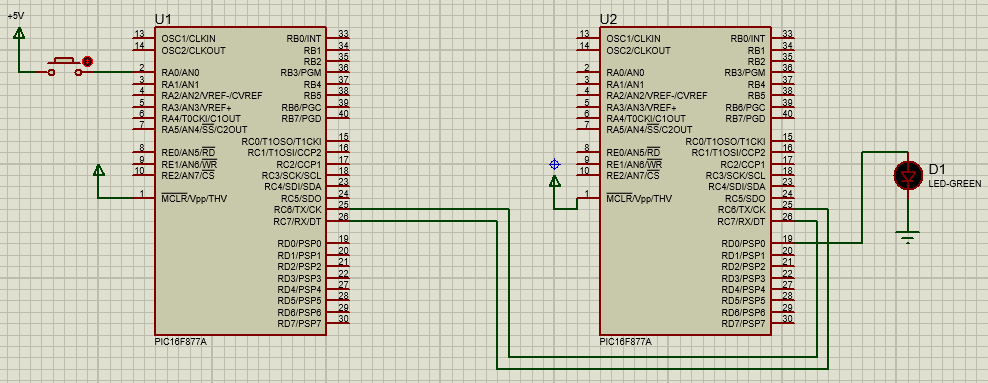 +5V
U1
13 OSC1/CLKIN RB0/INT 33
14 OSC2/CLKOUT RB1 34
RB2 35
2 RA0/AN0 RB3/PGM 36
3 RA1/AN1 RB4 37
4 RA2/AN2/VREF-/CVREF RB5 38
5 RA3/AN3/VREF+ RB6/PGC 39
6 RA4/T0CKI/C1OUT RB7/PGD 40
7 RA5/AN4/SS/C2OUT
RC0/T1OSO/T1CKI 15
8 RE0/AN5/RD RC1/T1OSI/CCP2 16
9 RE1/AN6/WR RC2/CCP1 17
10 RE2/AN7/CS RC3/SCK/SCL 18
RC4/SDI/SDA 23
1 MCLR/Vpp/THV RC5/SDO 24
RC6/TX/CK 25
RC7/RX/DT 26
RD0/PSP0 19
RD1/PSP1 20
RD2/PSP2 21
RD3/PSP3 22
RD4/PSP4 27
RD5/PSP5 28
RD6/PSP6 29
RD7/PSP7 30
PIC16F877A
U2
13 OSC1/CLKIN RB0/INT 33
14 OSC2/CLKOUT RB1 34
RB2 35
2 RA0/AN0 RB3/PGM 36
3 RA1/AN1 RB4 37
4 RA2/AN2/VREF-/CVREF RB5 38
5 RA3/AN3/VREF+ RB6/PGC 39
6 RA4/T0CKI/C1OUT RB7/PGD 40
7 RA5/AN4/SS/C2OUT
RC0/T1OSO/T1CKI 15
8 RE0/AN5/RD RC1/T1OSI/CCP2 16
9 RE1/AN6/WR RC2/CCP1 17
10 RE2/AN7/CS RC3/SCK/SCL 18
RC4/SDI/SDA 23
1 MCLR/Vpp/THV RC5/SDO 24
RC6/TX/CK 25
RC7/RX/DT 26
RD0/PSP0 19
RD1/PSP1 20
RD2/PSP2 21
RD3/PSP3 22
RD4/PSP4 27
RD5/PSP5 28
RD6/PSP6 29
RD7/PSP7 30
PIC16F877A
D1
LED-GREEN